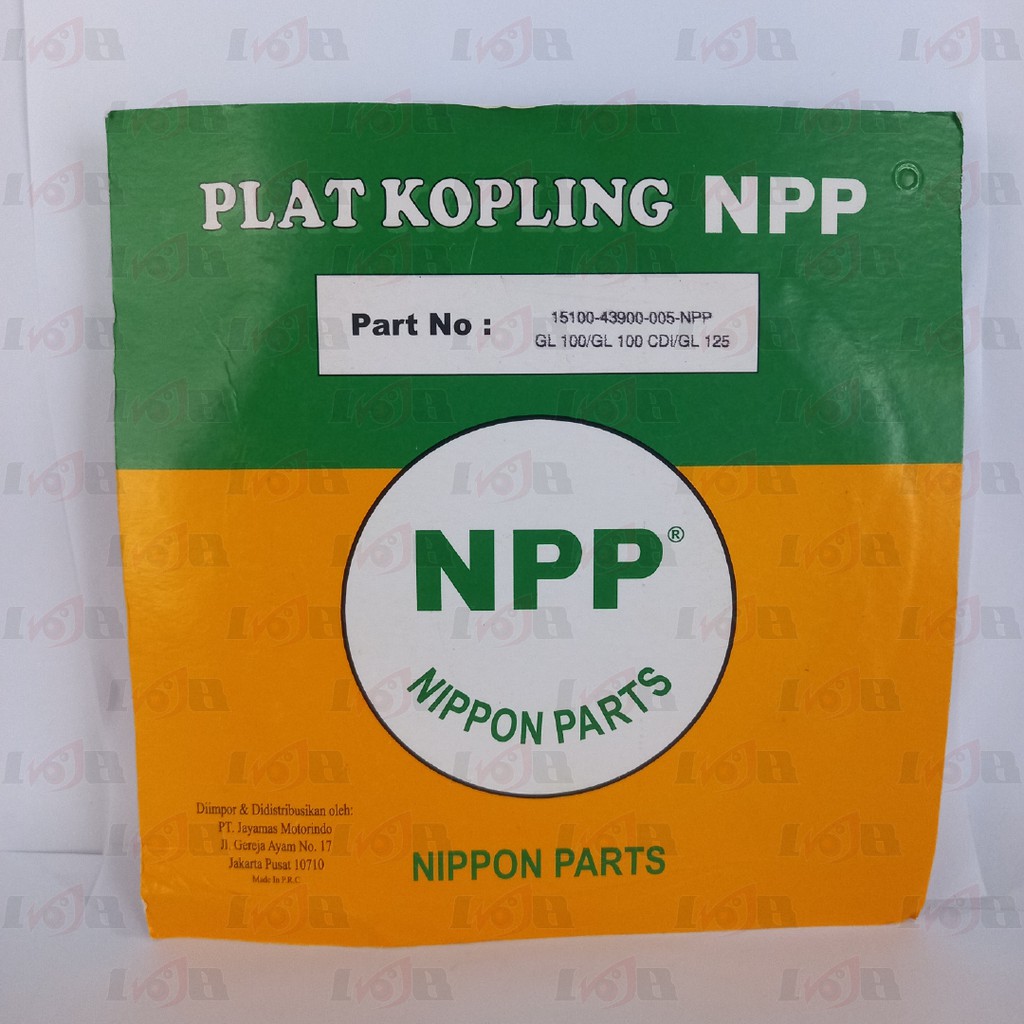 PLAT KOPLING NPP
Part No :
15100-43900-005-NPP
GL 100/GL 100 CDI/GL 125
NPP®
NIPPON PARTS
Diimpor & Didistribusikan oleh:
PT. Jayamas Motorindo
Jl. Gereja Ayam No. 17
Jakarta Pusat 10710
Made In P.R.C
NIPPON PARTS